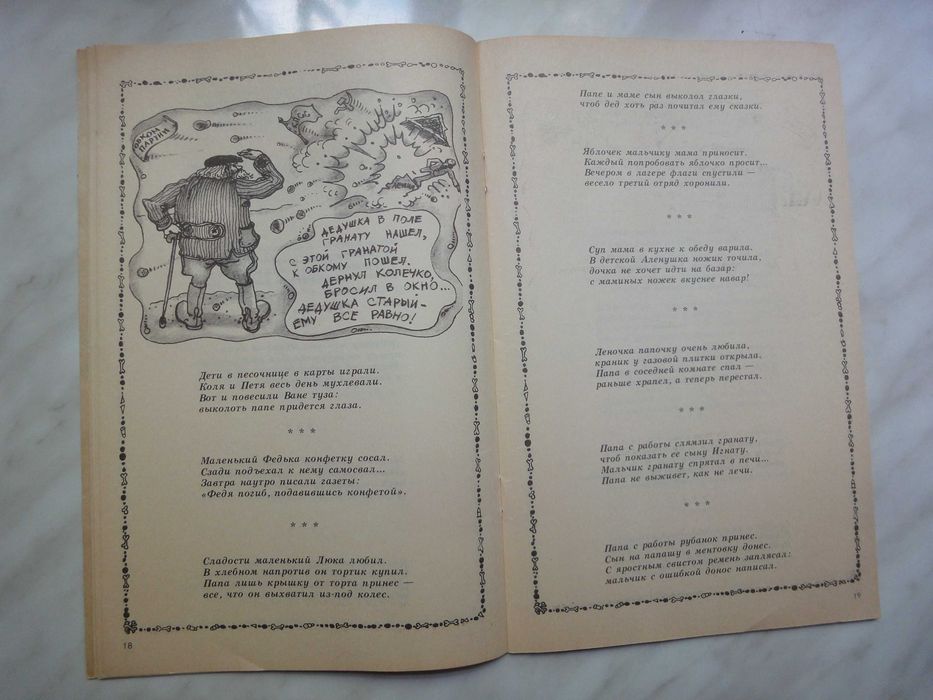 ОБКОМ
ПАРТИИ
ДЕДУШКА В ПОЛЕ
ГРАНАТУ НАШЕЛ,
С ЭТОЙ ГРАНАТОЙ
К ОБКОМУ ПОШЕЛ.
ДЕРНУЛ КОЛЕЧКО,
БРОСИЛ В ОКНО...
ДЕДУШКА СТАРЫЙ-
ЕМУ ВСЕ РАВНО!
Дети в песочнице в карты играли.
Коля и Петя весь день мухлевали.
Вот и повесили Ване туза:
выколоть папе придется глаза.
* * *
Маленький Федька конфетку сосал.
Сзади подъехал к нему самосвал...
Завтра наутро писали газеты:
«Федя погиб, подавившись конфетой».
* * *
Сладости маленький Люка любил.
В хлебном напротив он тортик купил.
Папа лишь крышку от торта принес —
все, что он выхватил из-под колес.
18
Папе и маме сын выколол глазки,
чтоб дед хоть раз почитал ему сказки.
* * *
Яблочек мальчику мама приносит.
Каждый попробовать яблочко просит...
Вечером в лагере флаги спустили —
весело третий отряд хоронили.
* * *
Суп мама в кухне к обеду варила.
В детской Аленушка ножик точила,
дочка не хочет идти на базар:
с маминых ножек вкуснее навар!
* * *
Леночка папочку очень любила,
краник у газовой плитки открыла,
Папа в соседней комнате спал —
раньше храпел, а теперь перестал.
* * *
Папа с работы слямзил гранату,
чтоб показать ее сыну Игнату.
Мальчик гранату спрятал в печи...
Папа не выживет, как не лечи.
* * *
Папа с работы рубанок принес.
Сын на папашу в ментовку донес.
С яростным свистом ремень заплясал:
мальчик с ошибкой донос написал.
19